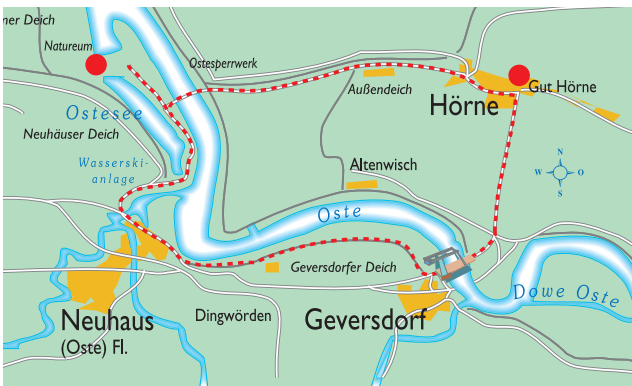 ner Deich
Natureum
Ostesperrwerk
Außendeich
Gut Hörne
Hörne
Ostesee
Neuhäuser Deich
Wasserski-
anlage
Altenwisch
N
W
O
S
Oste
Geversdorfer Deich
Dowe Oste
Neuhaus
(Oste) Fl.
Dingwörden
Geversdorf